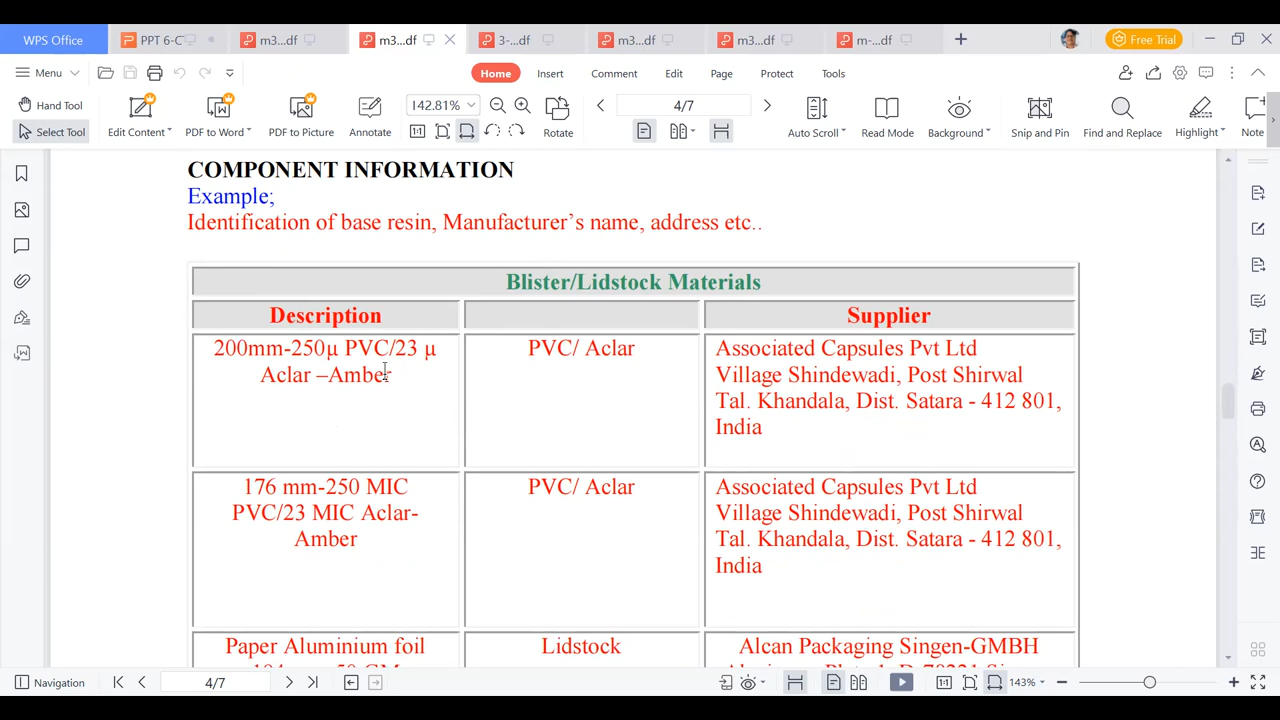 WPS Office
PPT 6-C
m3...df
m3...df
3-...df
m3...df
m3...df
m-...df
Free Trial
Menu
Home
Insert
Comment
Edit
Page
Protect
Tools
Hand Tool
Select Tool
Edit Content
PDF to Word
PDF to Picture
Annotate
142.81%
Rotate
4/7
Auto Scroll
Read Mode
Background
Snip and Pin
Find and Replace
Highlight
Note
COMPONENT INFORMATION
Example;
Identification of base resin, Manufacturer's name, address etc..
Blister/Lidstock Materials
Description
Supplier
200mm-250µ PVC/23 µ
Aclar –Amber
PVC/ Aclar
Associated Capsules Pvt Ltd
Village Shindewadi, Post Shirwal
Tal. Khandala, Dist. Satara - 412 801,
India
176 mm-250 MIC
PVC/23 MIC Aclar-
Amber
PVC/ Aclar
Associated Capsules Pvt Ltd
Village Shindewadi, Post Shirwal
Tal. Khandala, Dist. Satara - 412 801,
India
Paper Aluminium foil
Lidstock
Alcan Packaging Singen-GMBH
Navigation
4/7
143%